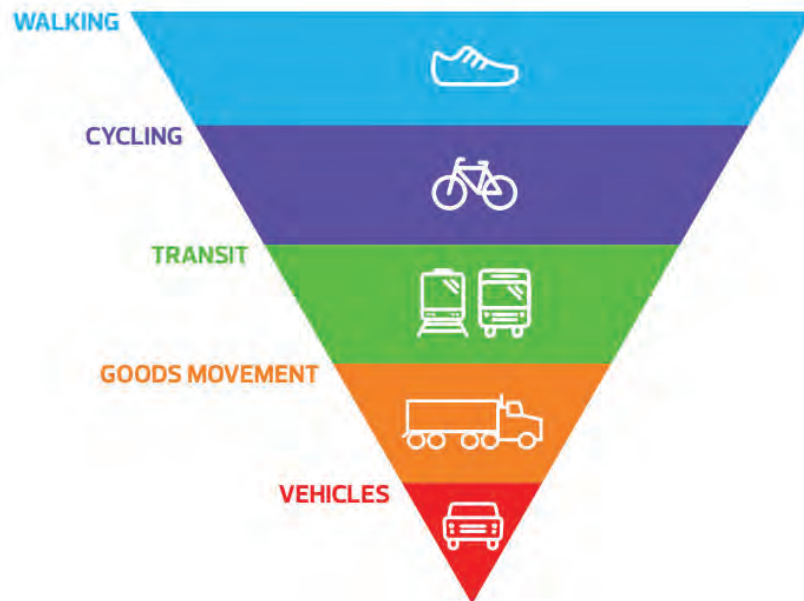 WALKING
CYCLING
TRANSIT
GOODS MOVEMENT
VEHICLES